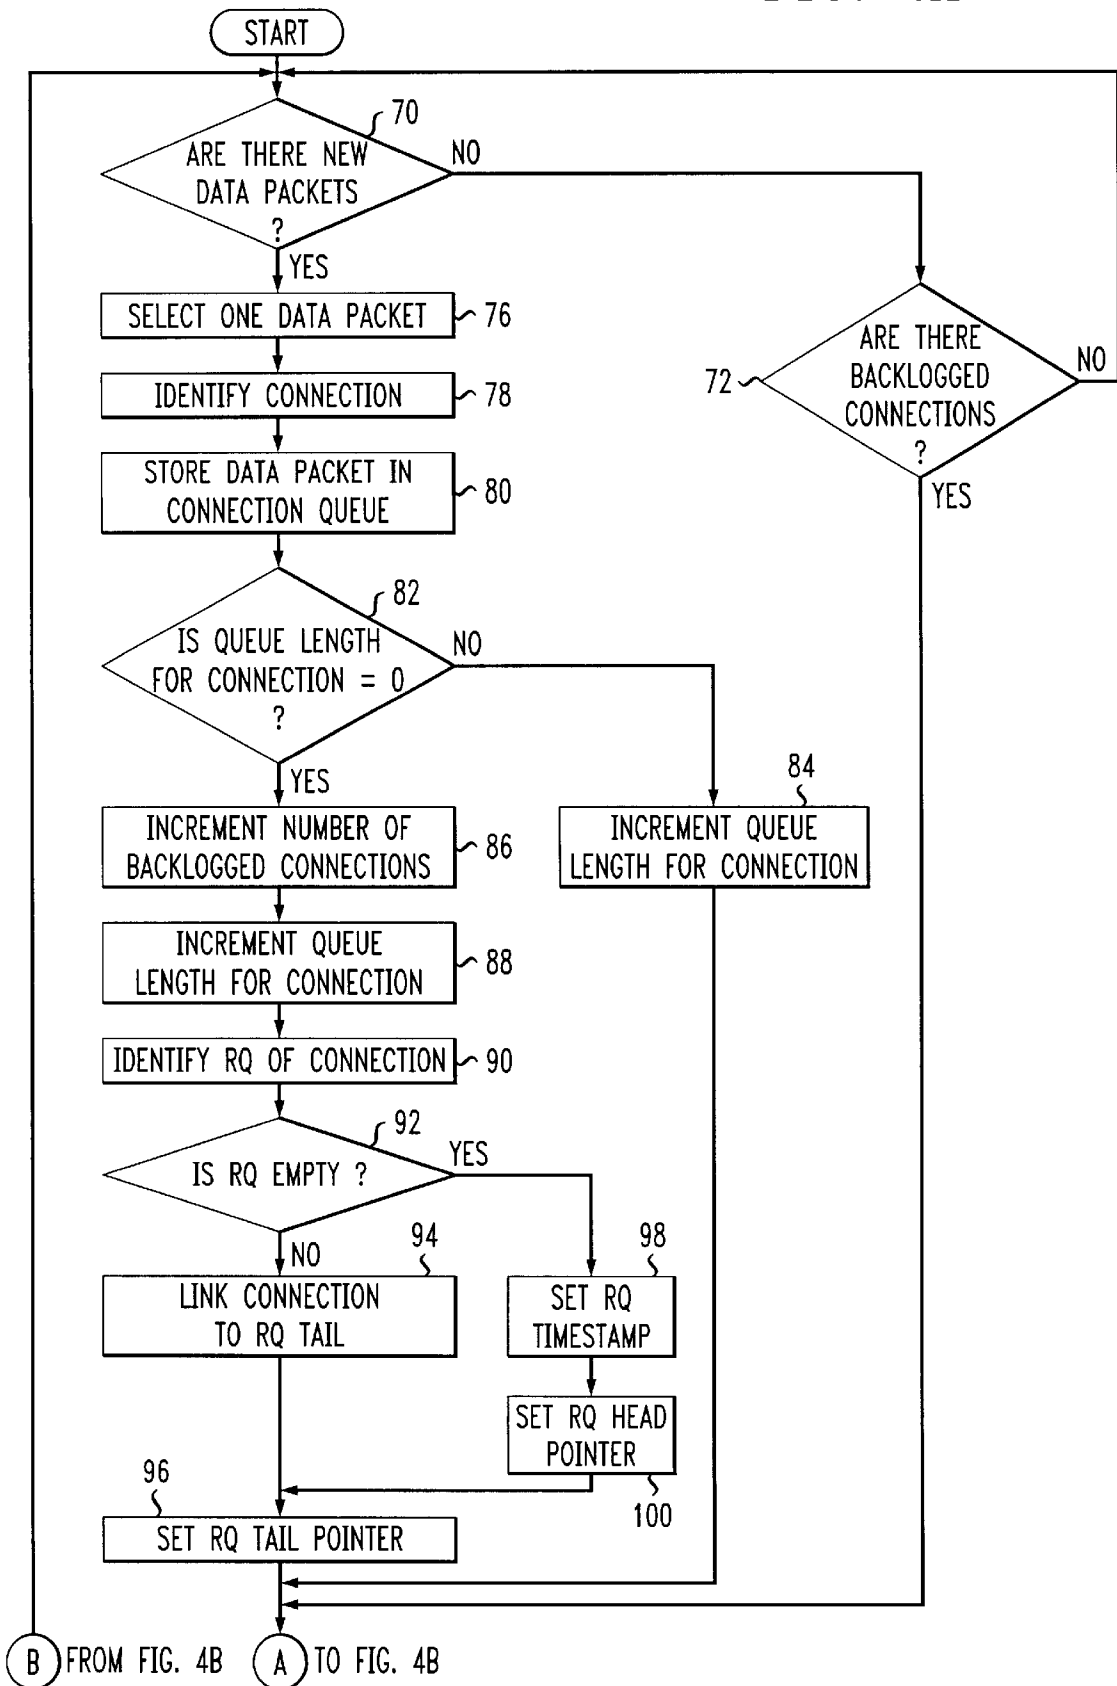 START
70
ARE THERE NEW
DATA PACKETS
?
NO
YES
SELECT ONE DATA PACKET
76
IDENTIFY CONNECTION
78
STORE DATA PACKET IN
CONNECTION QUEUE
80
72
ARE THERE
BACKLOGGED
CONNECTIONS
?
NO
YES
82
IS QUEUE LENGTH
FOR CONNECTION = 0
?
NO
YES
INCREMENT NUMBER OF
BACKLOGGED CONNECTIONS
86
84
INCREMENT QUEUE
LENGTH FOR CONNECTION
INCREMENT QUEUE
LENGTH FOR CONNECTION
88
IDENTIFY RQ OF CONNECTION
90
92
IS RQ EMPTY ?
YES
NO
94
LINK CONNECTION
TO RQ TAIL
98
SET RQ
TIMESTAMP
SET RQ HEAD
POINTER
100
96
SET RQ TAIL POINTER
B FROM FIG. 4B
A TO FIG. 4B